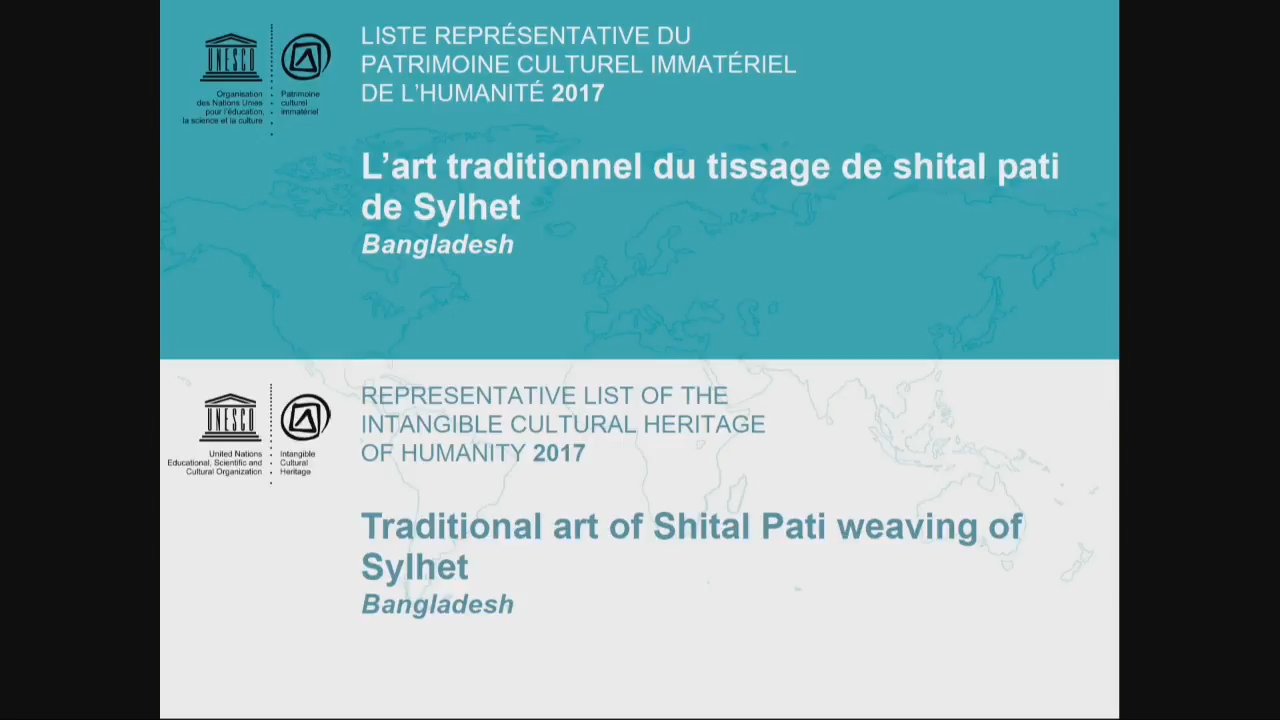 UNESCO
Organisation
des Nations Unies
pour l'éducation,
la science et la culture
Patrimoine
culturel
immatériel
LISTE REPRÉSENTATIVE DU
PATRIMOINE CULTUREL IMMATÉRIEL
DE L'HUMANITÉ 2017
L'art traditionnel du tissage de shital pati
de Sylhet
Bangladesh
UNESCO
United Nations
Educational, Scientific and
Cultural Organization
Intangible
Cultural
Heritage
REPRESENTATIVE LIST OF THE
INTANGIBLE CULTURAL HERITAGE
OF HUMANITY 2017
Traditional art of Shital Pati weaving of
Sylhet
Bangladesh